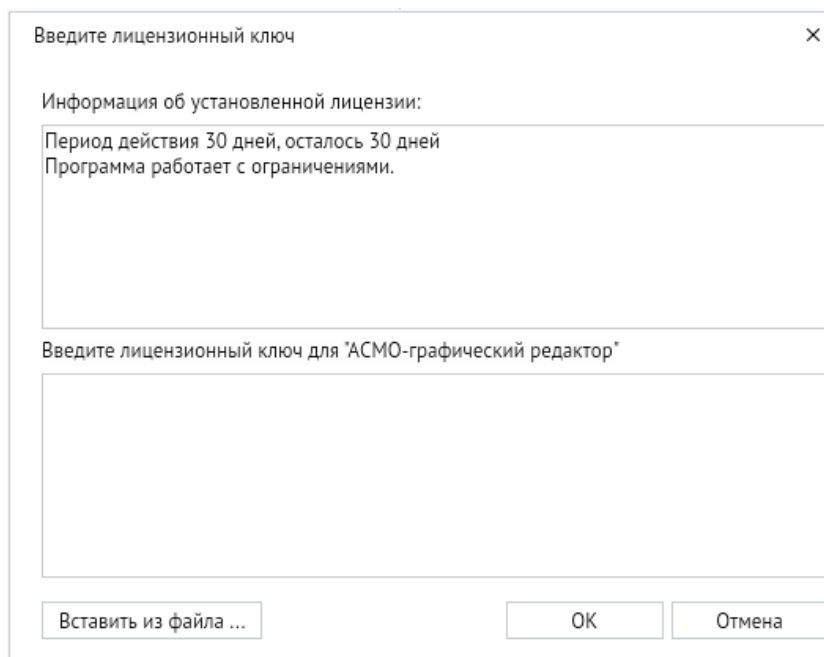 Введите лицензионный ключ
Информация об установленной лицензии:
Период действия 30 дней, осталось 30 дней
Программа работает с ограничениями.
Введите лицензионный ключ для "АСМО-графический редактор"
Вставить из файла ...
ОК
Отмена